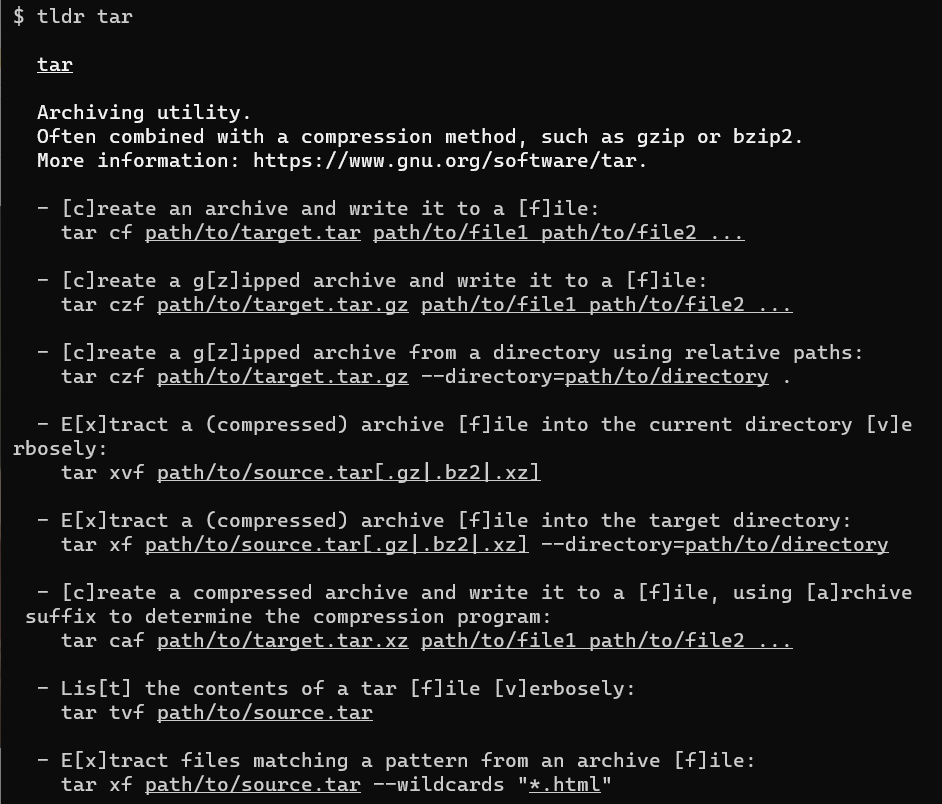 $ tldr tar
tar
Archiving utility.
Often combined with a compression method, such as gzip or bzip2.
More information: https://www.gnu.org/software/tar.
- [c]reate an archive and write it to a [f]ile:
tar cf path/to/target.tar path/to/file1 path/to/file2 ...
- [c]reate a g[z]ipped archive and write it to a [f]ile:
tar czf path/to/target.tar.gz path/to/file1 path/to/file2 ...
- [c]reate a g[z]ipped archive from a directory using relative paths:
tar czf path/to/target.tar.gz --directory=path/to/directory .
- E[x]tract a (compressed) archive [f]ile into the current directory [v]e
rbosely:
tar xvf path/to/source.tar[.gz|.bz2|.xz]
- E[x]tract a (compressed) archive [f]ile into the target directory:
tar xf path/to/source.tar[.gz|.bz2|.xz] --directory=path/to/directory
- [c]reate a compressed archive and write it to a [f]ile, using [a]rchive
suffix to determine the compression program:
tar caf path/to/target.tar.xz path/to/file1 path/to/file2 ...
- Lis[t] the contents of a tar [f]ile [v]erbosely:
tar tvf path/to/source.tar
- E[x]tract files matching a pattern from an archive [f]ile:
tar xf path/to/source.tar --wildcards "*.html"